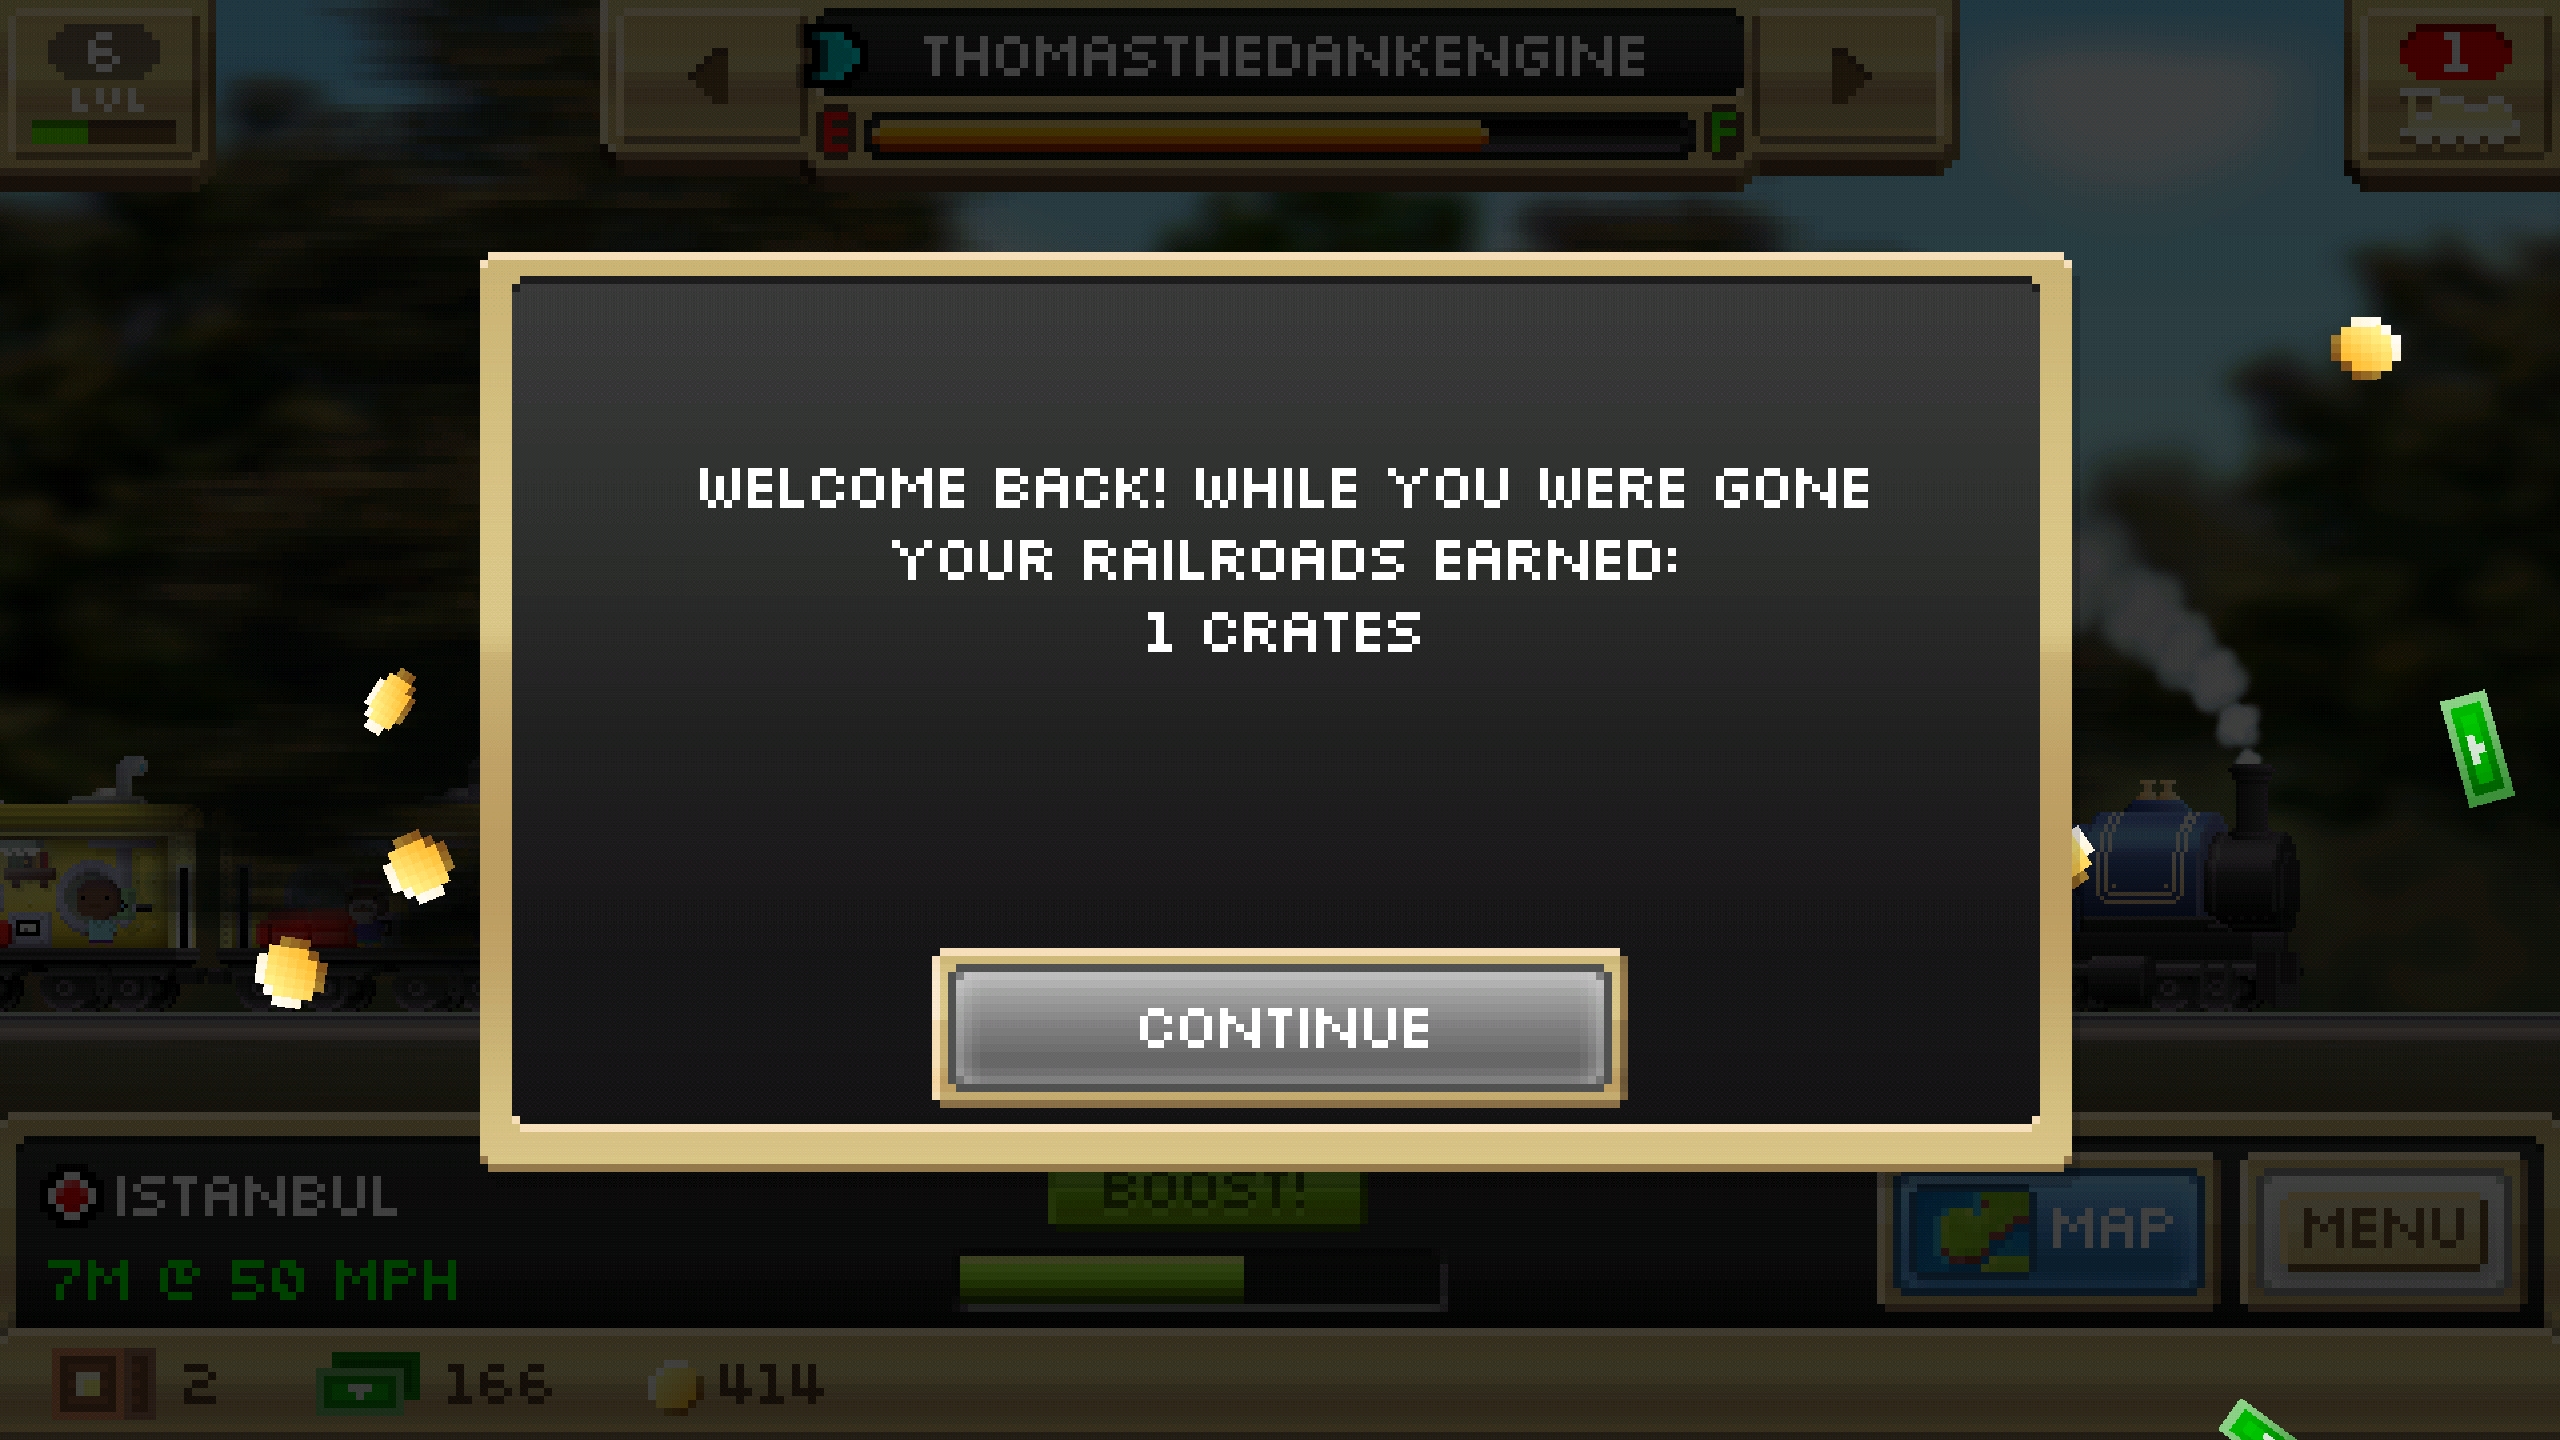 6
LVL
THOMASTHEDANKENGINE
E
F
1
WELCOME BACK! WHILE YOU WERE GONE
YOUR RAILROADS EARNED:
1 CRATES
CONTINUE
ISTANBUL
7M @ 50 MPH
BOOST!
MAP
MENU
2
166
414